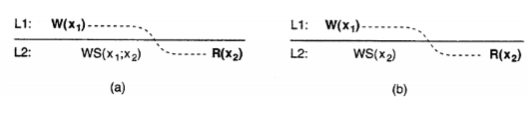 L1: W(x₁) L1: W(x₁)
L2: WS(x₁;x₂) R(x₂) L2: WS(x₂) R(x₂)
(a) (b)